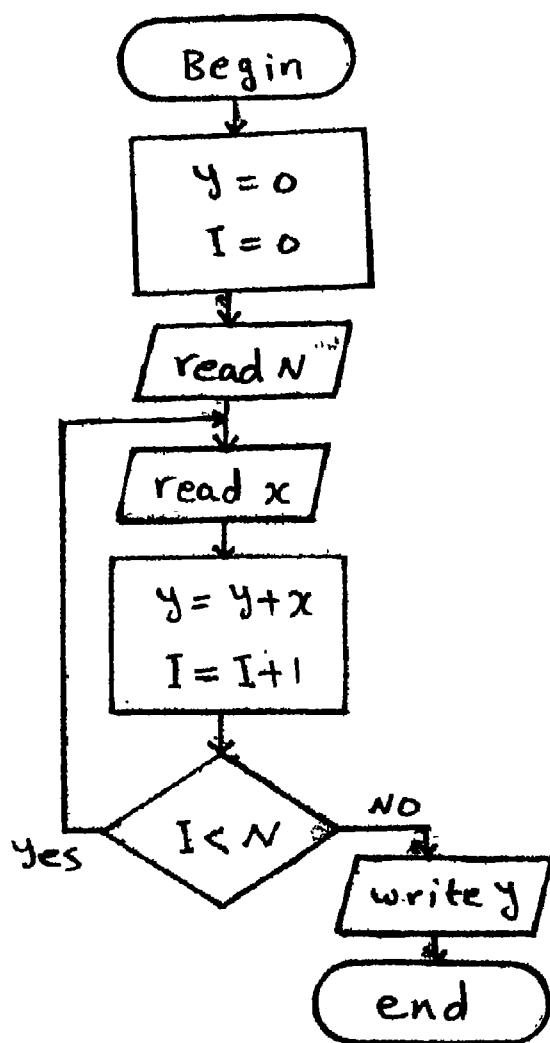 Begin
y = 0
I = 0
read N
read x
y = y + x
I = I + 1
I < N
NO
Yes
write y
end